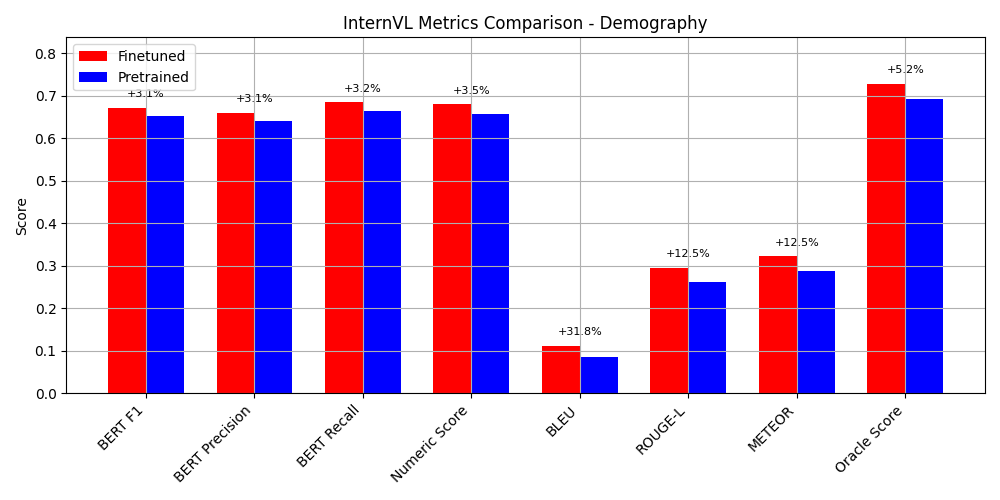 InternVL Metrics Comparison - Demography
Finetuned
Pretrained
Score
0.8
0.7
0.6
0.5
0.4
0.3
0.2
0.1
0.0
+3.1%
+3.1%
+3.2%
+3.5%
+31.8%
+12.5%
+12.5%
+5.2%
BERT F1
BERT Precision
BERT Recall
Numeric Score
BLEU
ROUGE-L
METEOR
Oracle Score